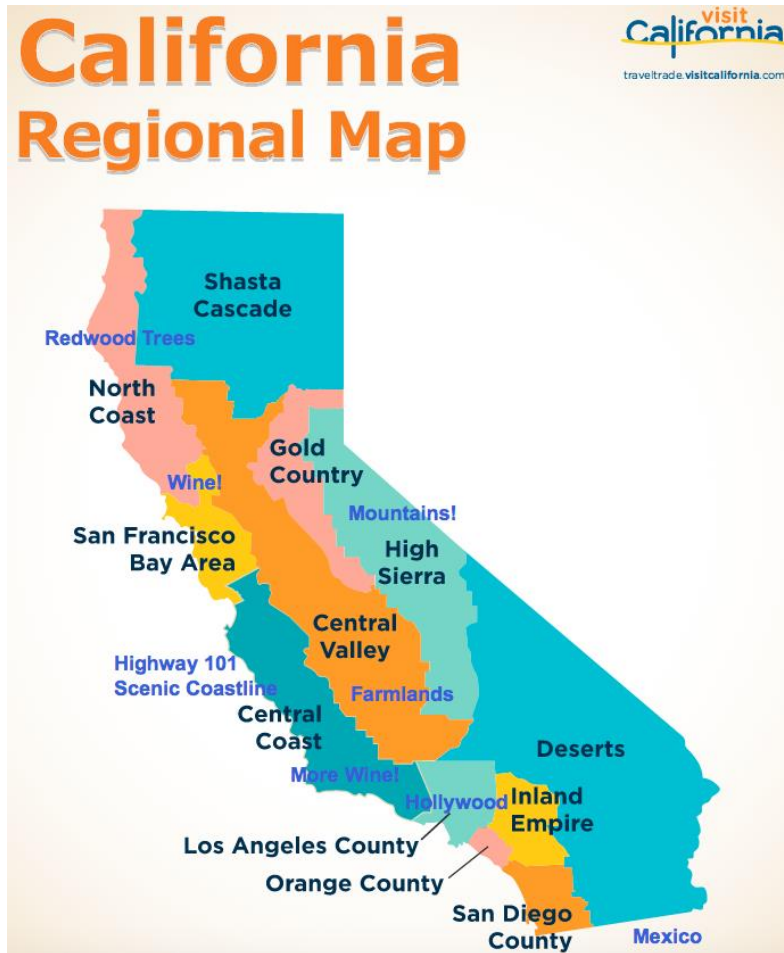 California
Regional Map
visit
California
traveltrade.visitcalifornia.com
Shasta
Cascade
Redwood Trees
North
Coast
Gold
Country
Wine!
Mountains!
San Francisco
Bay Area
High
Sierra
Central
Valley
Highway 101
Scenic Coastline
Farmlands
Central
Coast
Deserts
More Wine!
Hollywood
Inland
Empire
Los Angeles County
Orange County
San Diego
County
Mexico